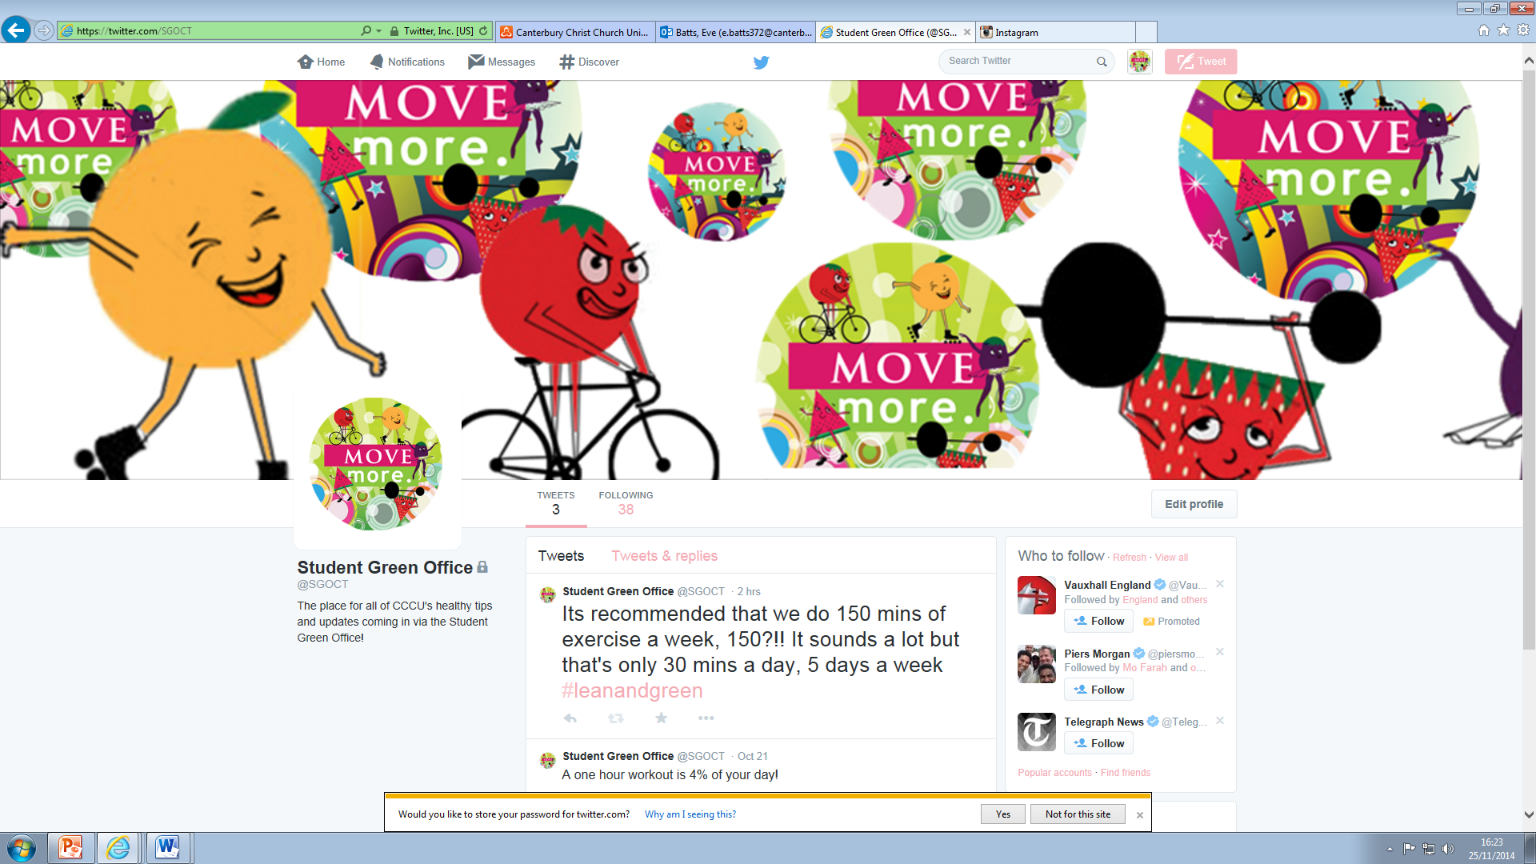 https://twitter.com/SGOCT
Twitter, Inc. [US]
Canterbury Christ Church Uni...
Batts, Eve (e.batts372@canterb...
Student Green Office (@SG...
Instagram
Home
Notifications
Messages
Discover
Search Twitter
Tweet
MOVE
more.
MOVE
more.
MOVE
more.
MOVE
more.
MOVE
more.
MOVE
more.
MOVE
more.
TWEETS
3
FOLLOWING
38
Edit profile
Student Green Office
@SGOCT
The place for all of CCCU's healthy tips
and updates coming in via the Student
Green Office!
Tweets
Tweets & replies
Student Green Office @SGOCT · 2 hrs
Its recommended that we do 150 mins of
exercise a week, 150?!! It sounds a lot but
that's only 30 mins a day, 5 days a week
#leanandgreen
Student Green Office @SGOCT · Oct 21
A one hour workout is 4% of your day!
Who to follow · Refresh · View all
Vauxhall England @Vau...
Followed by England and others
Follow
Promoted
Piers Morgan @piersmo...
Followed by Mo Farah and o...
Follow
Telegraph News @Teleg...
Follow
Popular accounts · Find friends
Would you like to store your password for twitter.com?
Why am I seeing this?
Yes
Not for this site
16:23
25/11/2014